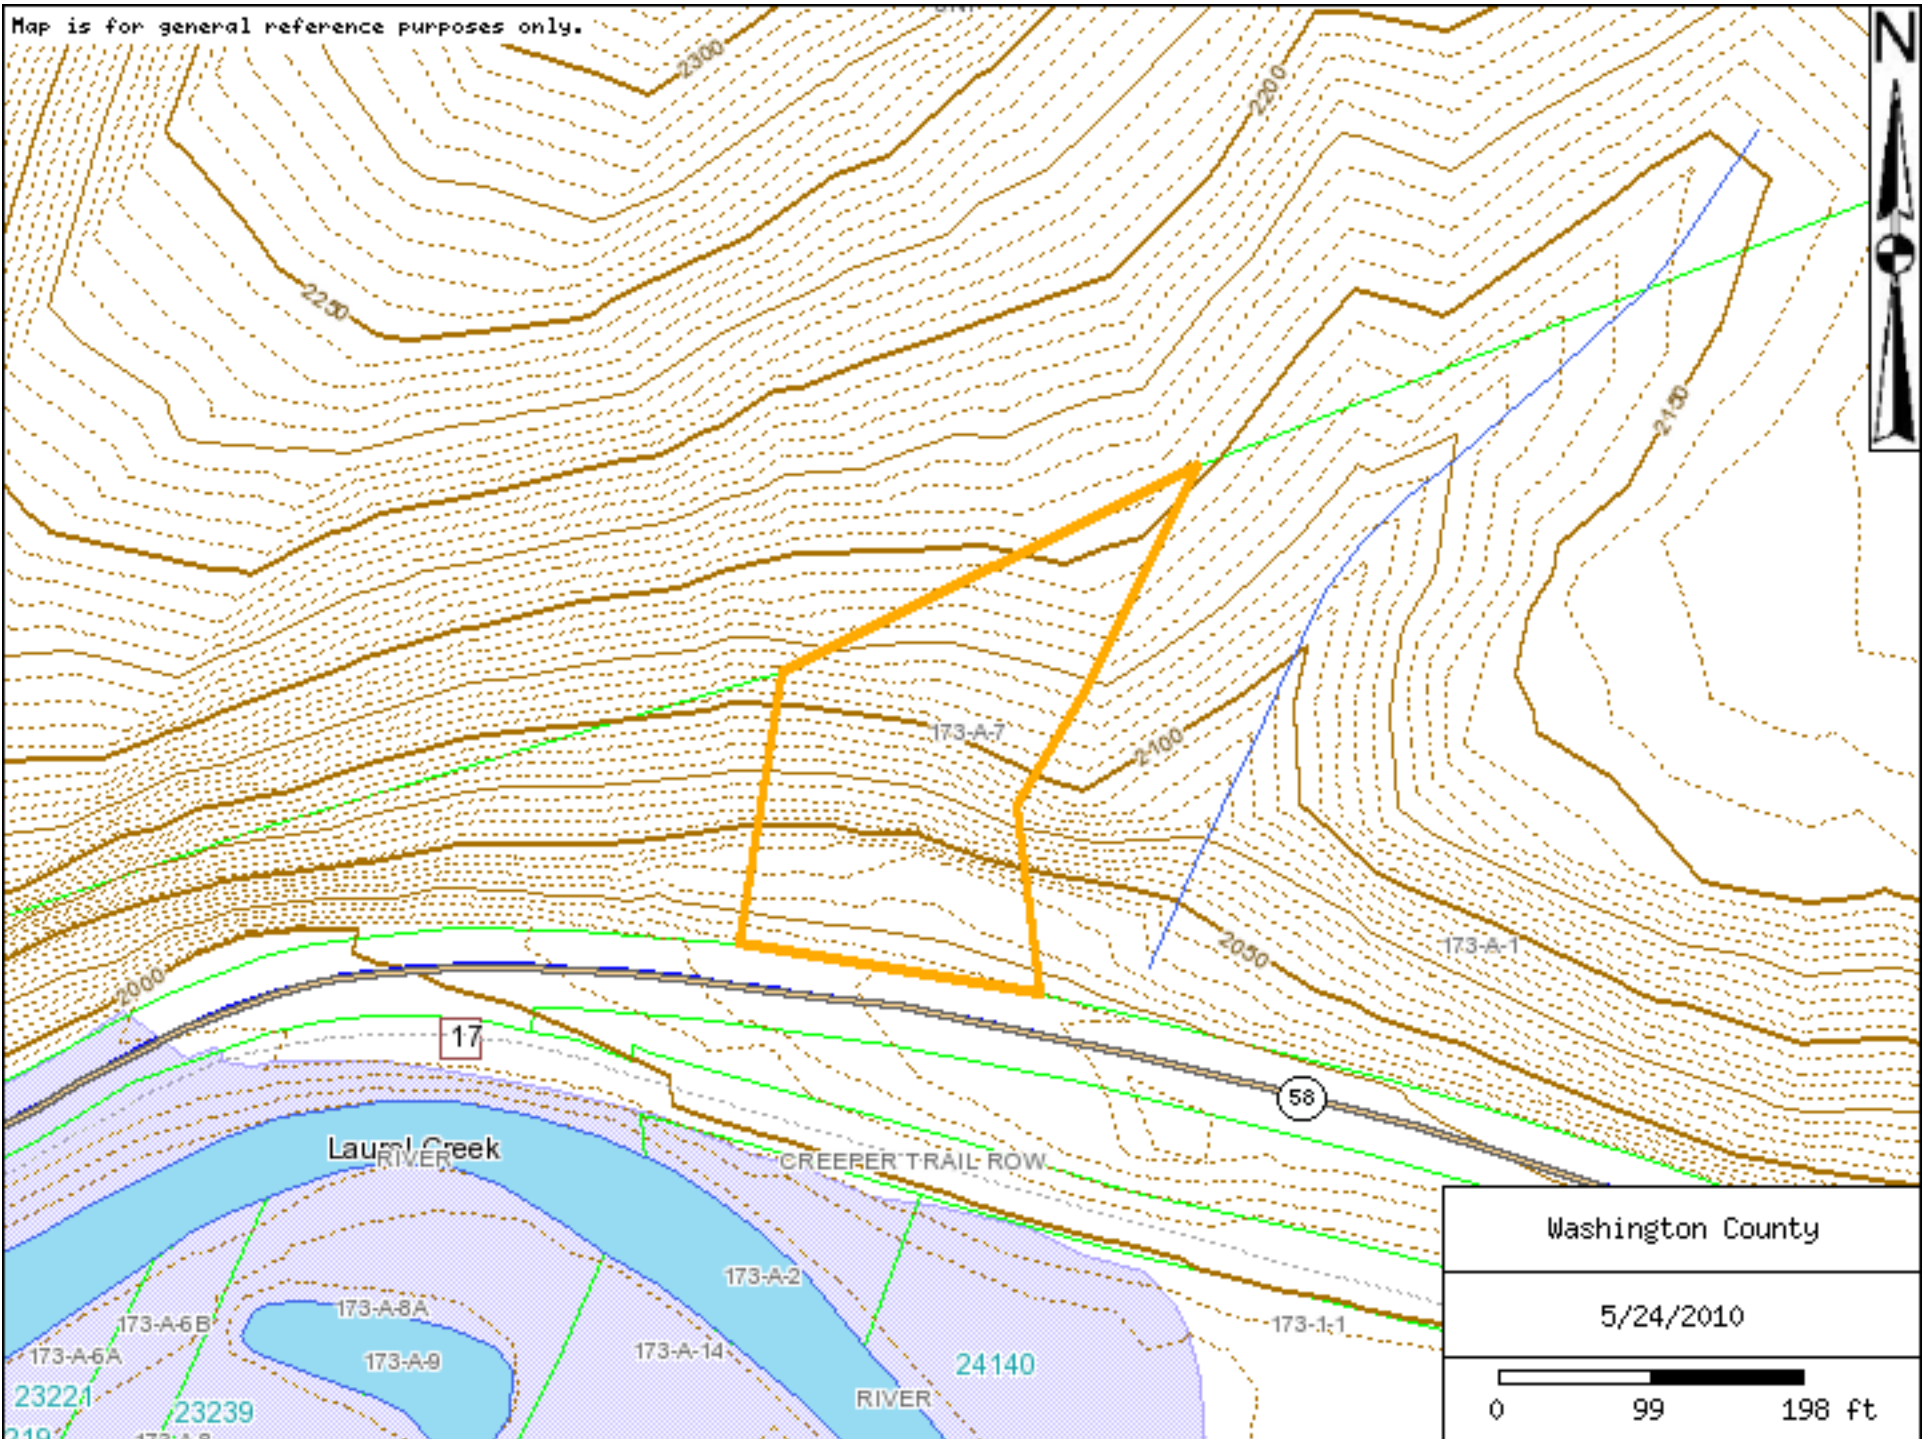 Map is for general reference purposes only.
N
2300
2200
2250
2150
173-A-7
2100
2050
173-A-1
2000
17
58
Laurel Creek
RIVER
CREEPER TRAIL ROW
173-A-2
173-A-6B
173-A-8A
173-1-1
173-A-6A
173-A-9
173-A-14
24140
23221
23239
RIVER
219
Washington County
5/24/2010
0 99 198 ft